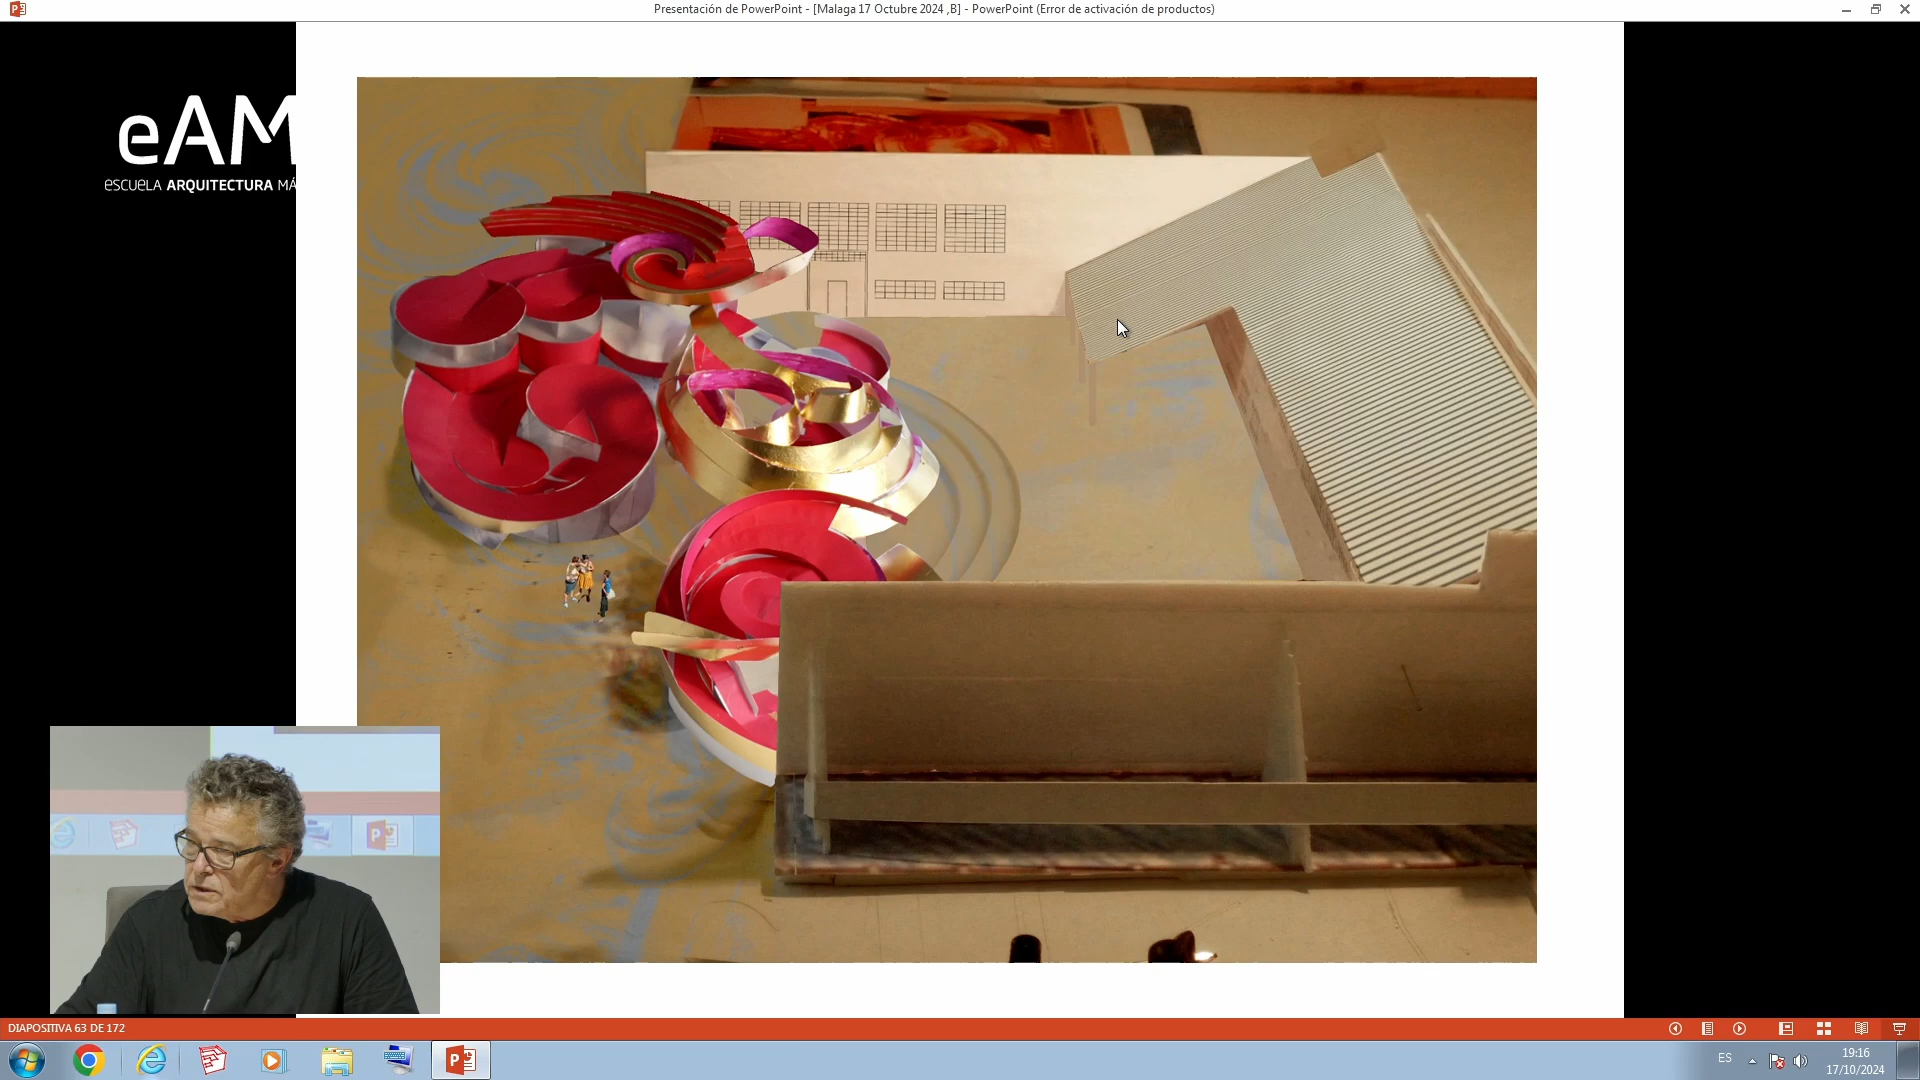 Presentación de PowerPoint - [Malaga 17 Octubre 2024 ,B] - PowerPoint (Error de activación de productos)
eAM
ESCUELA ARQUITECTURA MÁ
DIAPOSITIVA 63 DE 172
ES
19:16
17/10/2024